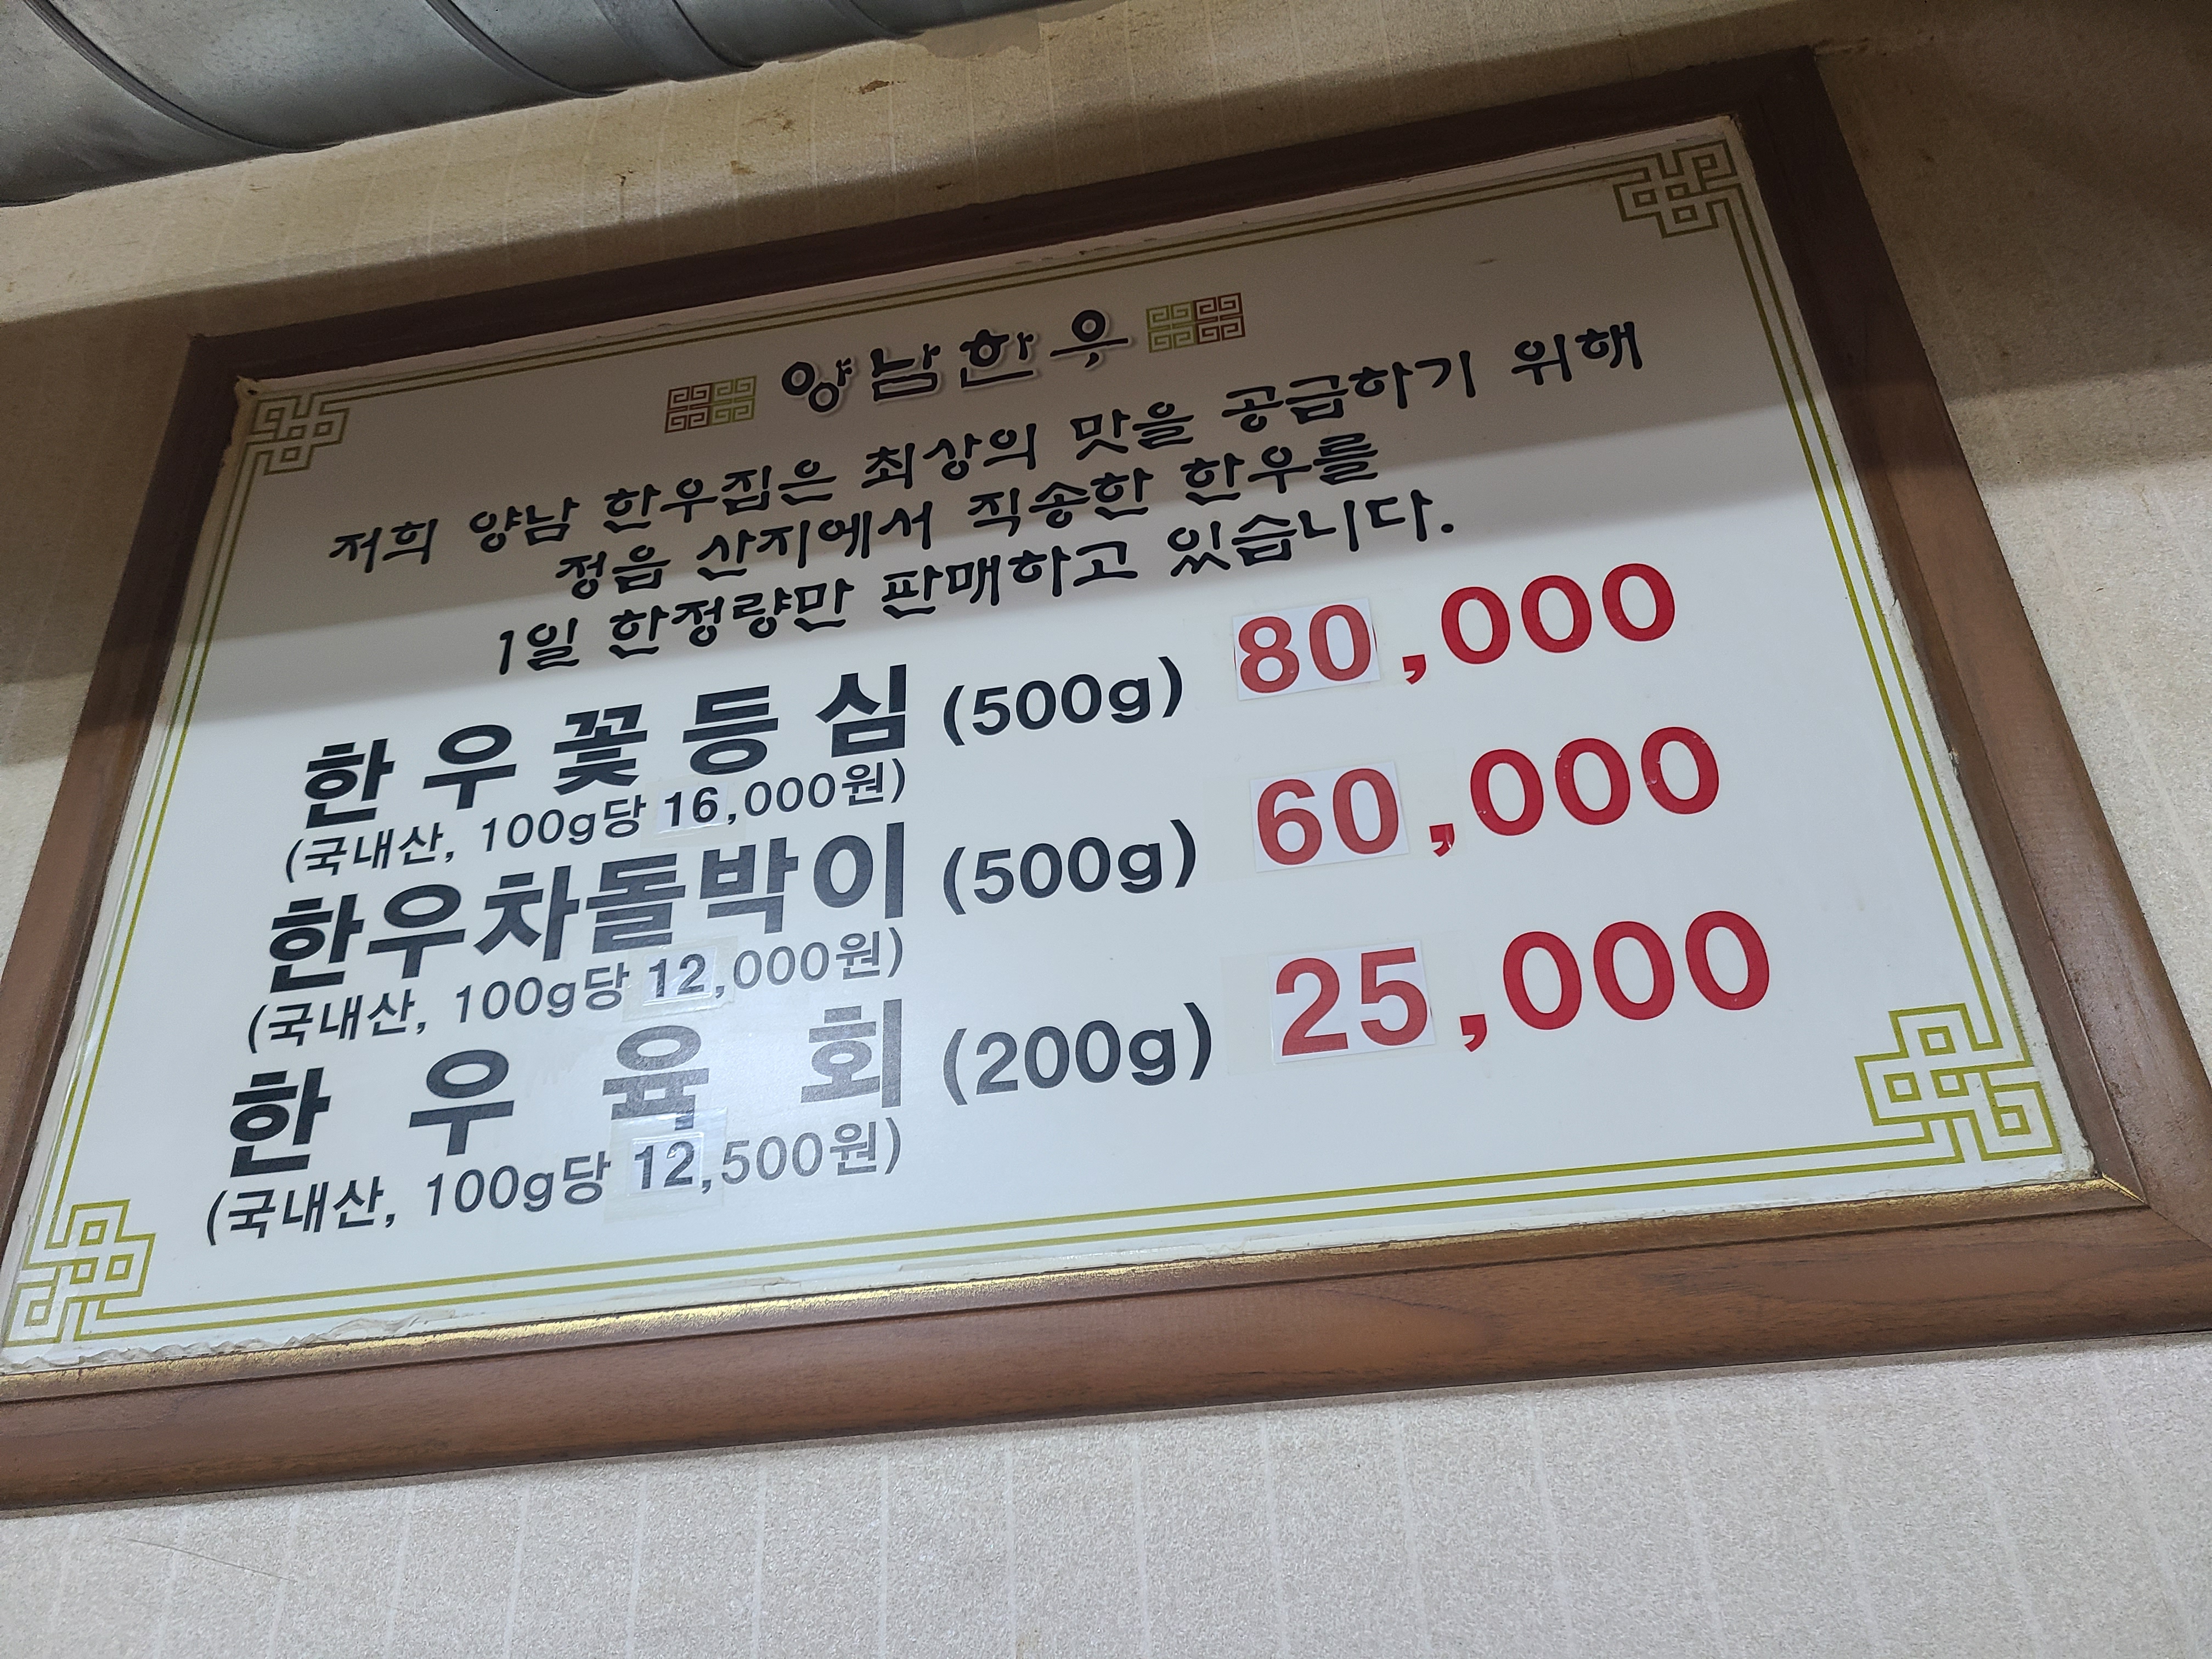 양남한우
저희 양남 한우집은 최상의 맛을 공급하기 위해
정읍 산지에서 직송한 한우를
1일 한정량만 판매하고 있습니다.
한우꽃등심 (500g) 80,000
(국내산, 100g당 16,000원)
한우차돌박이 (500g) 60,000
(국내산, 100g당 12,000원)
한우육회 (200g) 25,000
(국내산, 100g당 12,500원)